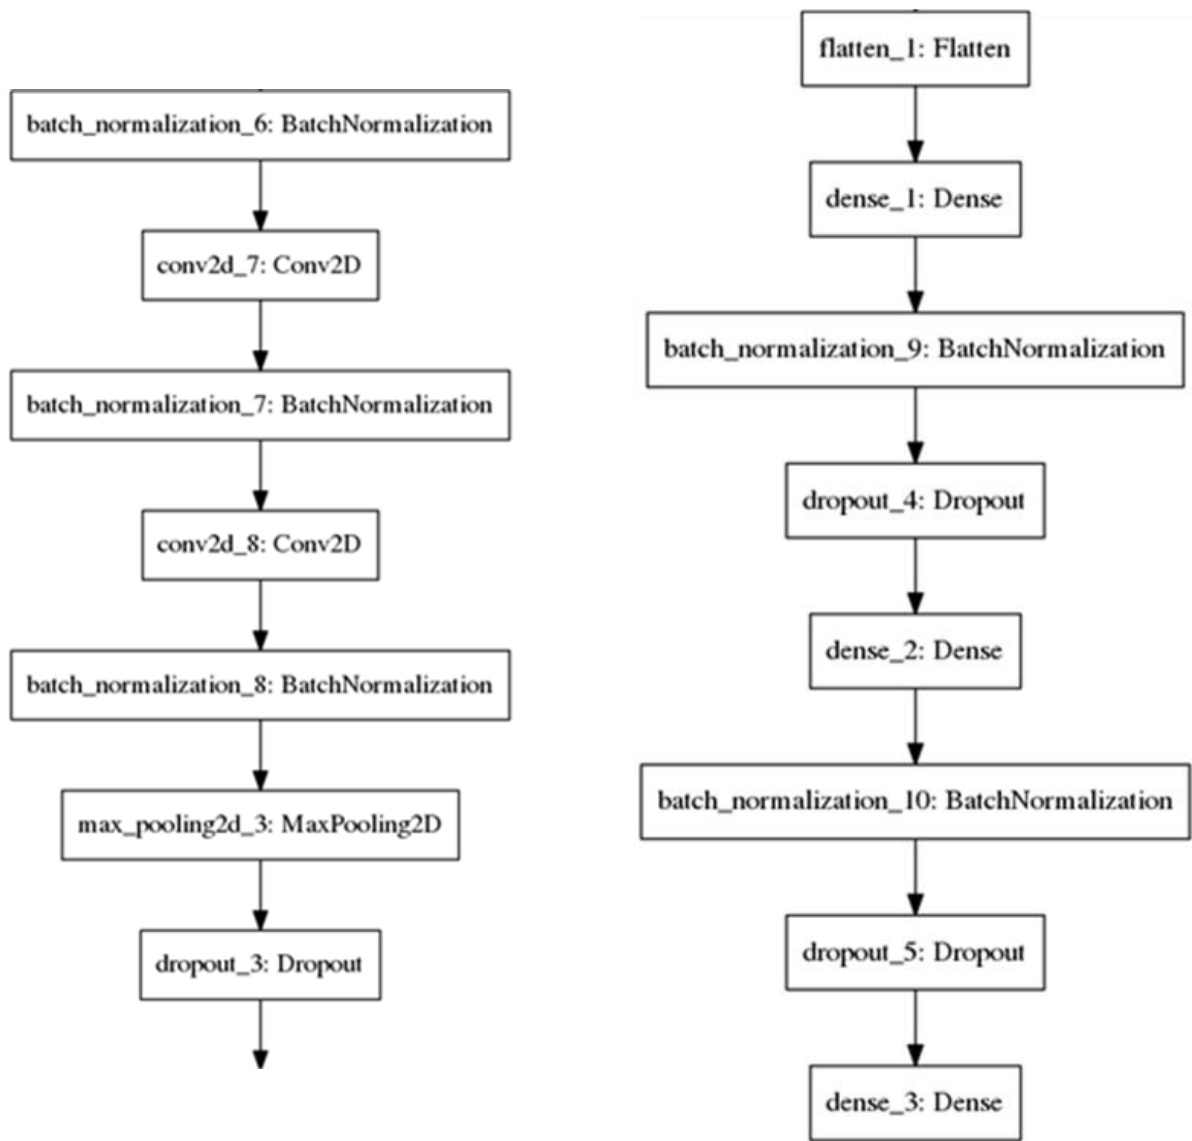 batch_normalization_6: BatchNormalization
conv2d_7: Conv2D
batch_normalization_7: BatchNormalization
conv2d_8: Conv2D
batch_normalization_8: BatchNormalization
max_pooling2d_3: MaxPooling2D
dropout_3: Dropout
flatten_1: Flatten
dense_1: Dense
batch_normalization_9: BatchNormalization
dropout_4: Dropout
dense_2: Dense
batch_normalization_10: BatchNormalization
dropout_5: Dropout
dense_3: Dense